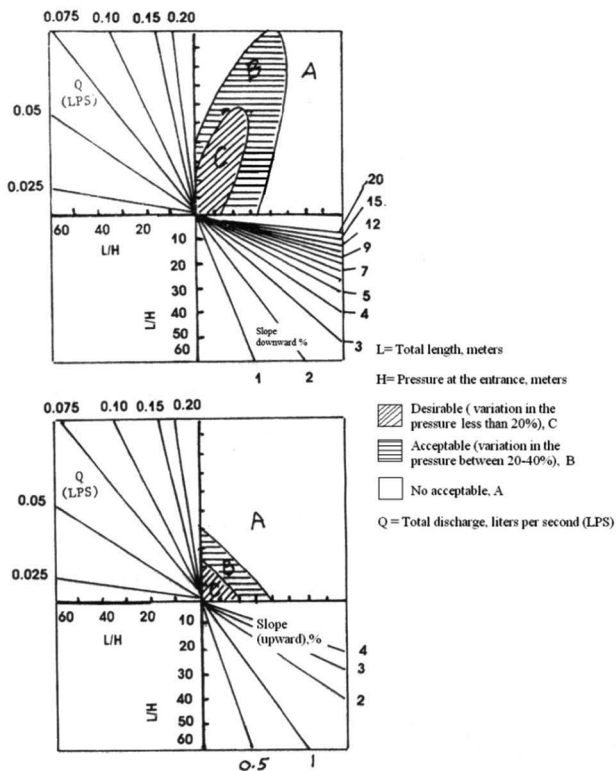 0.075 0.10 0.15 0.20
Q
(LPS)
B
A
C
0.05
0.025
60 40 20
L/H
10
20
30
40
50
60
L/H
Slope
downward %
1 2
20
15.
12
9
7
5
4
3
L= Total length, meters
H= Pressure at the entrance, meters
Desirable ( variation in the
pressure less than 20%), C
Acceptable (variation in the
pressure between 20-40%), B
No acceptable, A
Q = Total discharge, liters per second (LPS)
0.075 0.10 0.15 0.20
Q
(LPS)
A
B
C
0.05
0.025
60 40 20
L/H
10
20
30
40
50
60
L/H
Slope
(upward),%
4
3
2
0.5 1